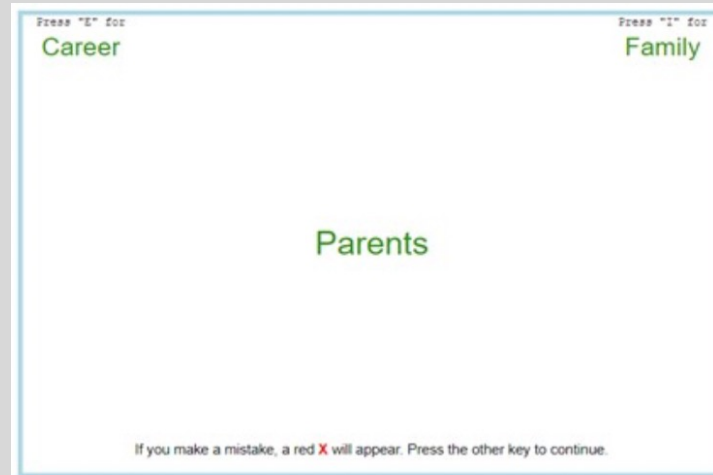 Press "E" for
Press "I" for
Career
Family
Parents
If you make a mistake, a red X will appear. Press the other key to continue.